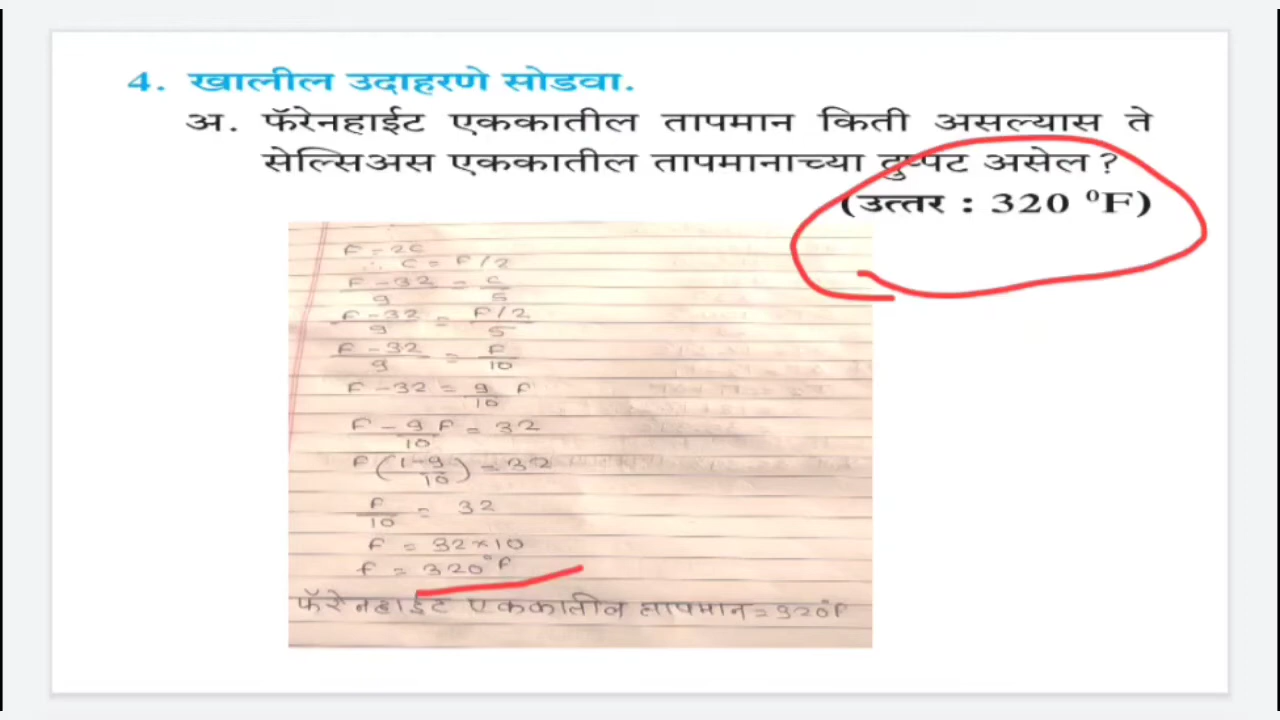 4. खालील उदाहरणे सोडवा.
अ. फॅरेनहाईट एककातील तापमान किती असल्यास ते
सेल्सिअस एककातील तापमानाच्या दुप्पट असेल ?
(उत्तर : 320 ⁰F)
F = 2C
∴ C = F/2
F - 32 / 9 = C / 5
F - 32 / 9 = F/2 / 5
F - 32 / 9 = F / 10
F - 32 = 9/10 F
F - 9/10 F = 32
F (1 - 9/10) = 32
F/10 = 32
F = 32 × 10
F = 320°F
फॅरेनहाईट एककातील तापमान = 320°F